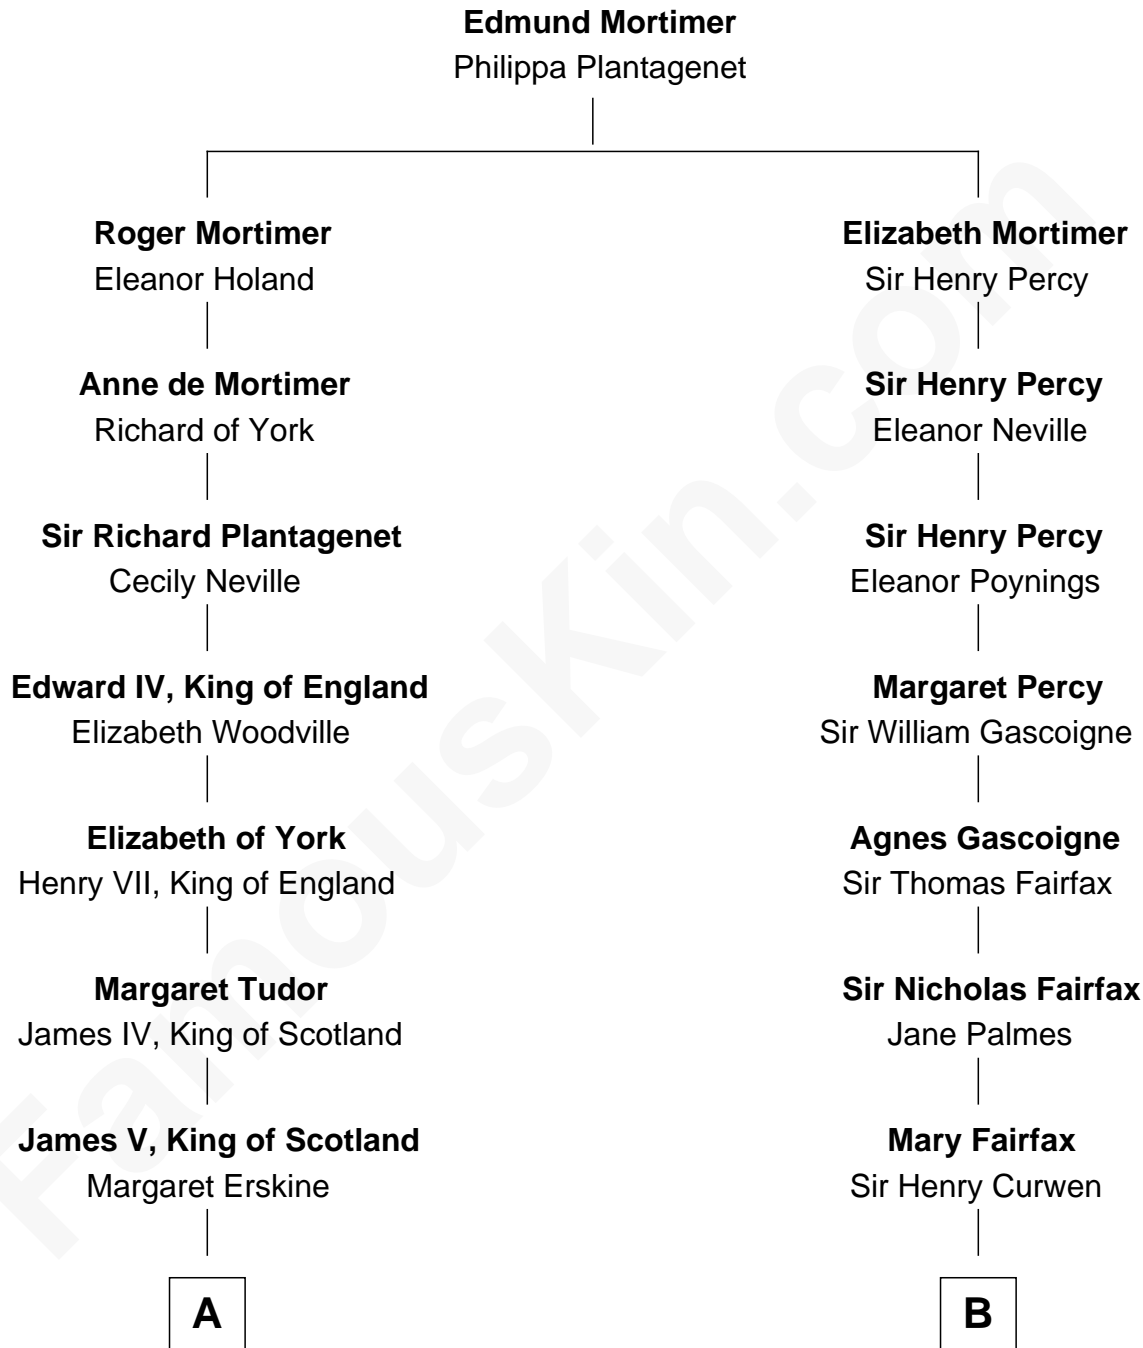 Edmund Mortimer
Philippa Plantagenet
Roger Mortimer
Eleanor Holand
Anne de Mortimer
Richard of York
Sir Richard Plantagenet
Cecily Neville
Edward IV, King of England
Elizabeth Woodville
Elizabeth of York
Henry VII, King of England
Margaret Tudor
James IV, King of Scotland
James V, King of Scotland
Margaret Erskine
A
Elizabeth Mortimer
Sir Henry Percy
Sir Henry Percy
Eleanor Neville
Sir Henry Percy
Eleanor Poynings
Margaret Percy
Sir William Gascoigne
Agnes Gascoigne
Sir Thomas Fairfax
Sir Nicholas Fairfax
Jane Palmes
Mary Fairfax
Sir Henry Curwen
B
FamousKin.com